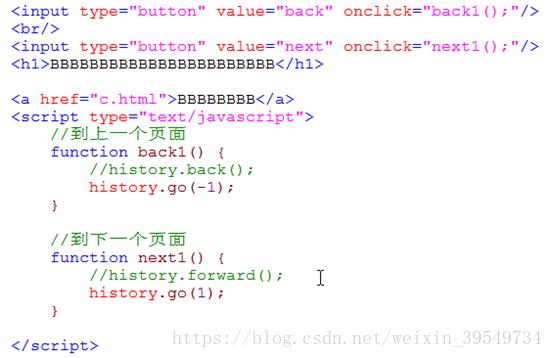 <input type="button" value="back" onclick="back1();"/>
<br/>
<input type="button" value="next" onclick="next1();"/>
<h1>BBBBBBBBBBBBBBBBBBBBBBB</h1>
<a href="c.html">BBBBBBBB</a>
<script type="text/javascript">
//到上一个页面
function back1() {
//history.back();
history.go(-1);
}
//到下一个页面
function next1() {
//history.forward();
history.go(1);
}
</script>
https://blog.csdn.net/weixin_39549734